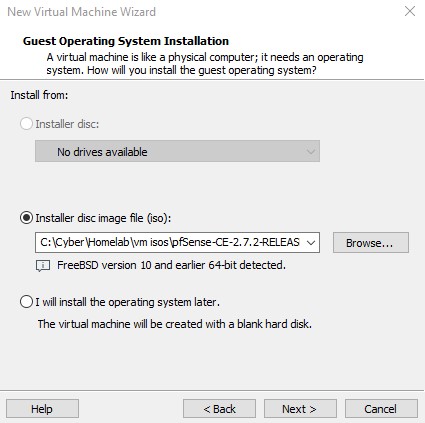 New Virtual Machine Wizard
Guest Operating System Installation
A virtual machine is like a physical computer; it needs an operating
system. How will you install the guest operating system?
Install from:
Installer disc:
No drives available
Installer disc image file (iso):
C:\Cyber\Homelab\vm isos\pfSense-CE-2.7.2-RELEAS
Browse...
FreeBSD version 10 and earlier 64-bit detected.
I will install the operating system later.
The virtual machine will be created with a blank hard disk.
Help
< Back
Next >
Cancel